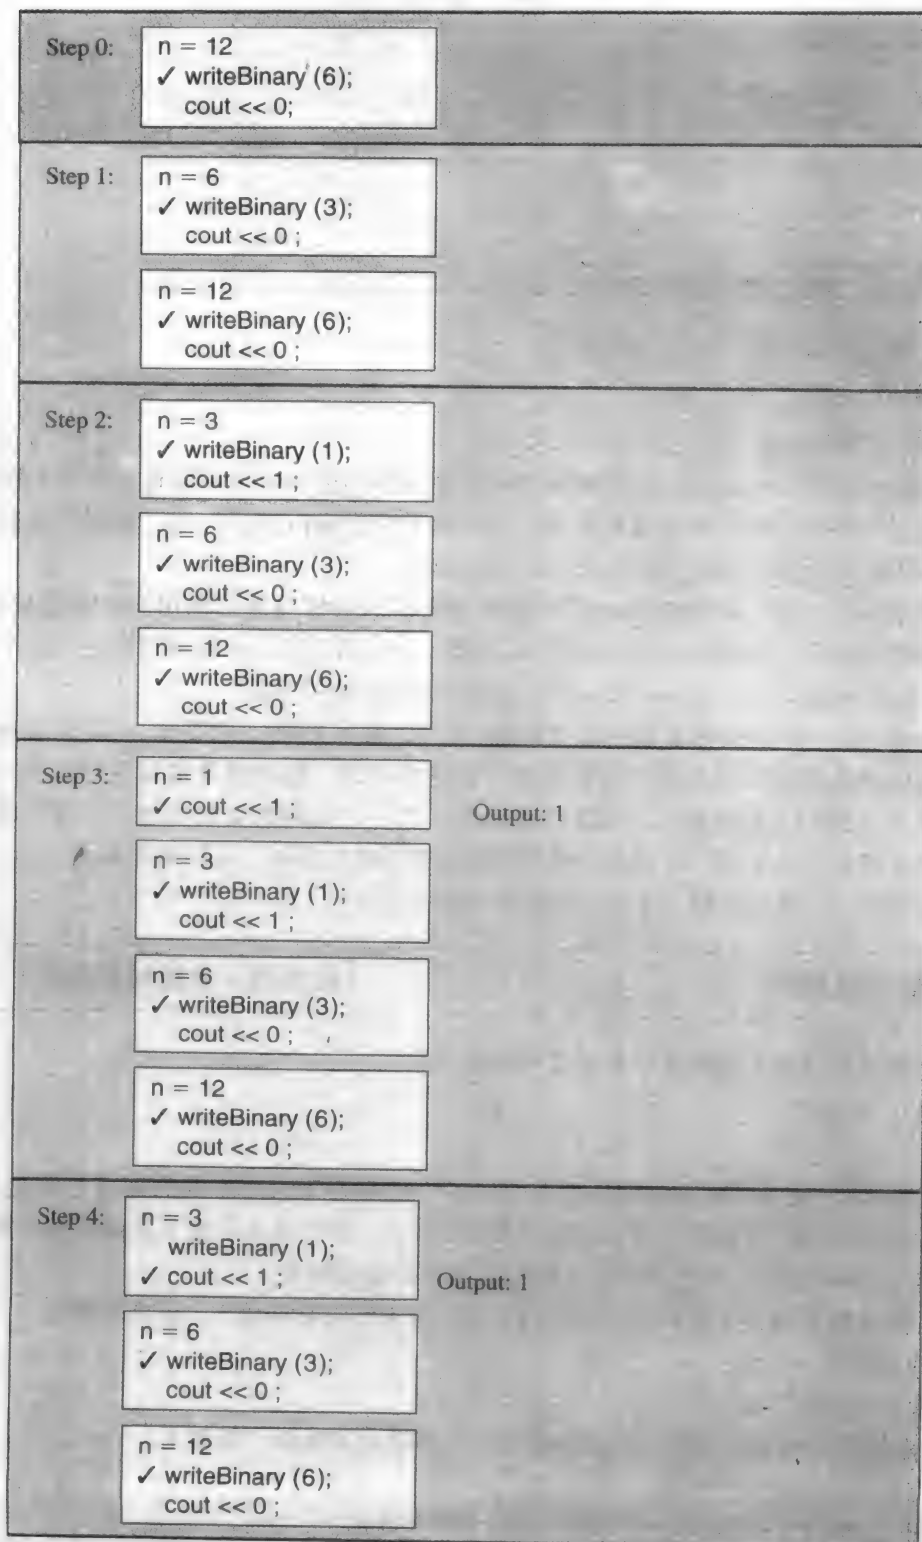 Step 0:
n = 12
✓ writeBinary (6);
cout << 0;
Step 1:
n = 6
✓ writeBinary (3);
cout << 0 ;
n = 12
✓ writeBinary (6);
cout << 0 ;
Step 2:
n = 3
✓ writeBinary (1);
cout << 1 ;
n = 6
✓ writeBinary (3);
cout << 0 ;
n = 12
✓ writeBinary (6);
cout << 0 ;
Step 3:
n = 1
✓ cout << 1 ;
Output: 1
n = 3
✓ writeBinary (1);
cout << 1 ;
n = 6
✓ writeBinary (3);
cout << 0 ;
n = 12
✓ writeBinary (6);
cout << 0 ;
Step 4:
n = 3
writeBinary (1);
✓ cout << 1 ;
Output: 1
n = 6
✓ writeBinary (3);
cout << 0 ;
n = 12
✓ writeBinary (6);
cout << 0 ;